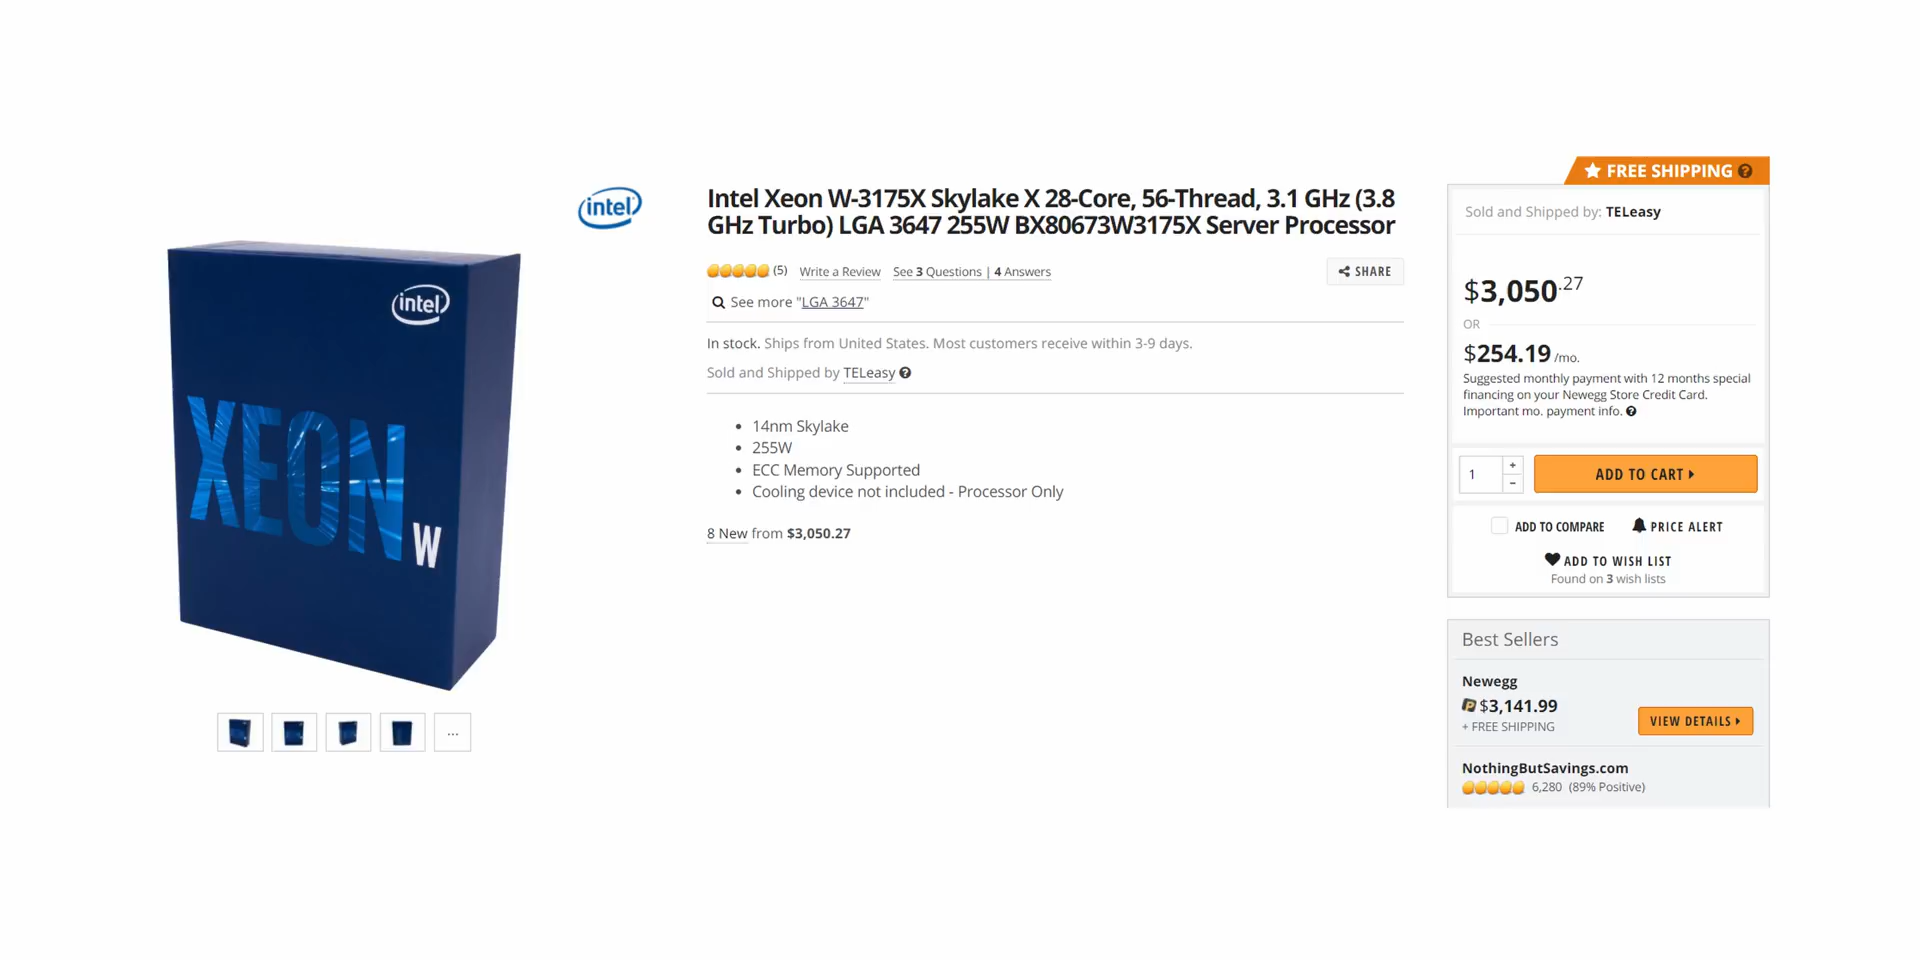 intel
XEON
W
...
intel
Intel Xeon W-3175X Skylake X 28-Core, 56-Thread, 3.1 GHz (3.8
GHz Turbo) LGA 3647 255W BX80673W3175X Server Processor
(5) Write a Review See 3 Questions | 4 Answers
SHARE
See more "LGA 3647"
In stock. Ships from United States. Most customers receive within 3-9 days.
Sold and Shipped by TELeasy ?
• 14nm Skylake
• 255W
• ECC Memory Supported
• Cooling device not included - Processor Only
8 New from $3,050.27
FREE SHIPPING ?
Sold and Shipped by: TELeasy
$3,050.27
OR
$254.19 /mo.
Suggested monthly payment with 12 months special
financing on your Newegg Store Credit Card.
Important mo. payment info. ?
1 + -
ADD TO CART
ADD TO COMPARE PRICE ALERT
ADD TO WISH LIST
Found on 3 wish lists
Best Sellers
Newegg
$3,141.99
+ FREE SHIPPING
VIEW DETAILS
NothingButSavings.com
6,280 (89% Positive)